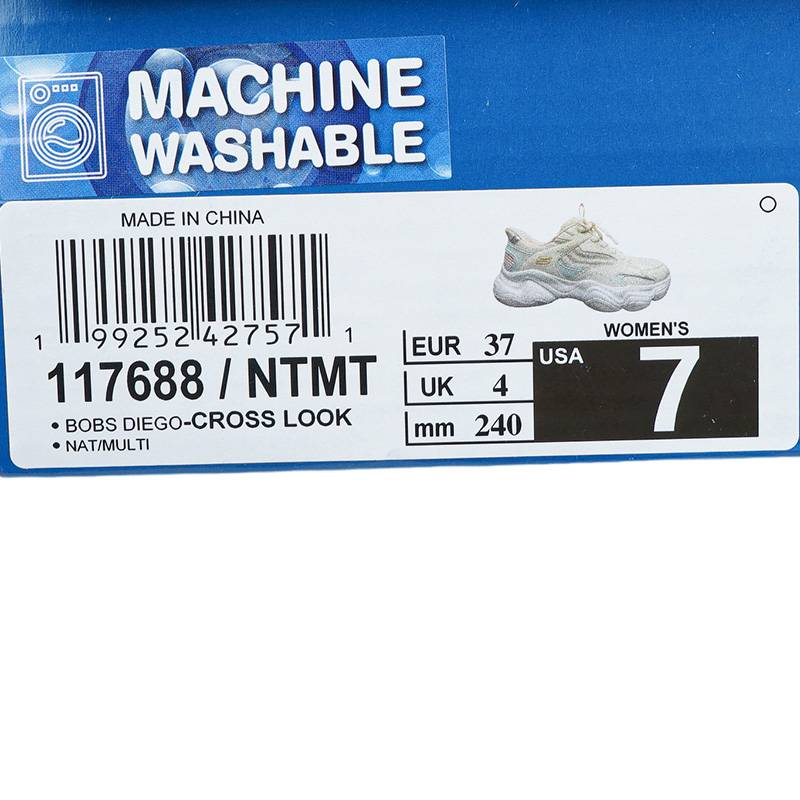 MACHINE
WASHABLE
MADE IN CHINA
1 99252 42757 1
117688 / NTMT
• BOBS DIEGO-CROSS LOOK
• NAT/MULTI
EUR 37
UK 4
mm 240
WOMEN'S
USA 7